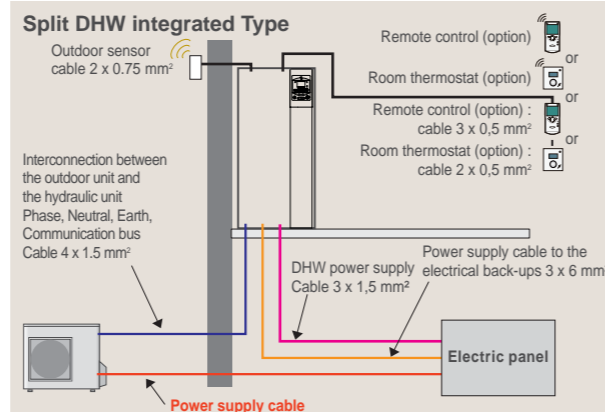 Split DHW integrated Type
Outdoor sensor
cable 2 x 0.75 mm²
Remote control (option)
or
Room thermostat (option)
or
Remote control (option) :
cable 3 x 0,5 mm²
or
Room thermostat (option) :
cable 2 x 0,5 mm²
Interconnection between
the outdoor unit and
the hydraulic unit
Phase, Neutral, Earth,
Communication bus
Cable 4 x 1.5 mm²
DHW power supply
Cable 3 x 1,5 mm²
Power supply cable to the
electrical back-ups 3 x 6 mm
Electric panel
Power supply cable